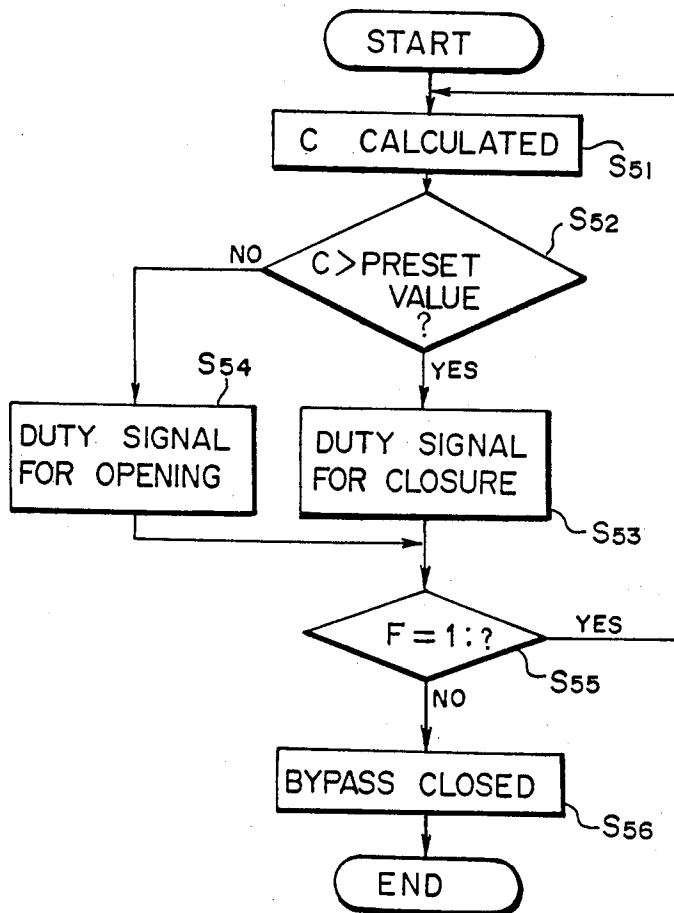 START
C CALCULATED
S51
S52
NO
C>PRESET
VALUE
?
YES
S54
DUTY SIGNAL
FOR OPENING
DUTY SIGNAL
FOR CLOSURE
S53
F=1:?
YES
S55
NO
BYPASS CLOSED
S56
END